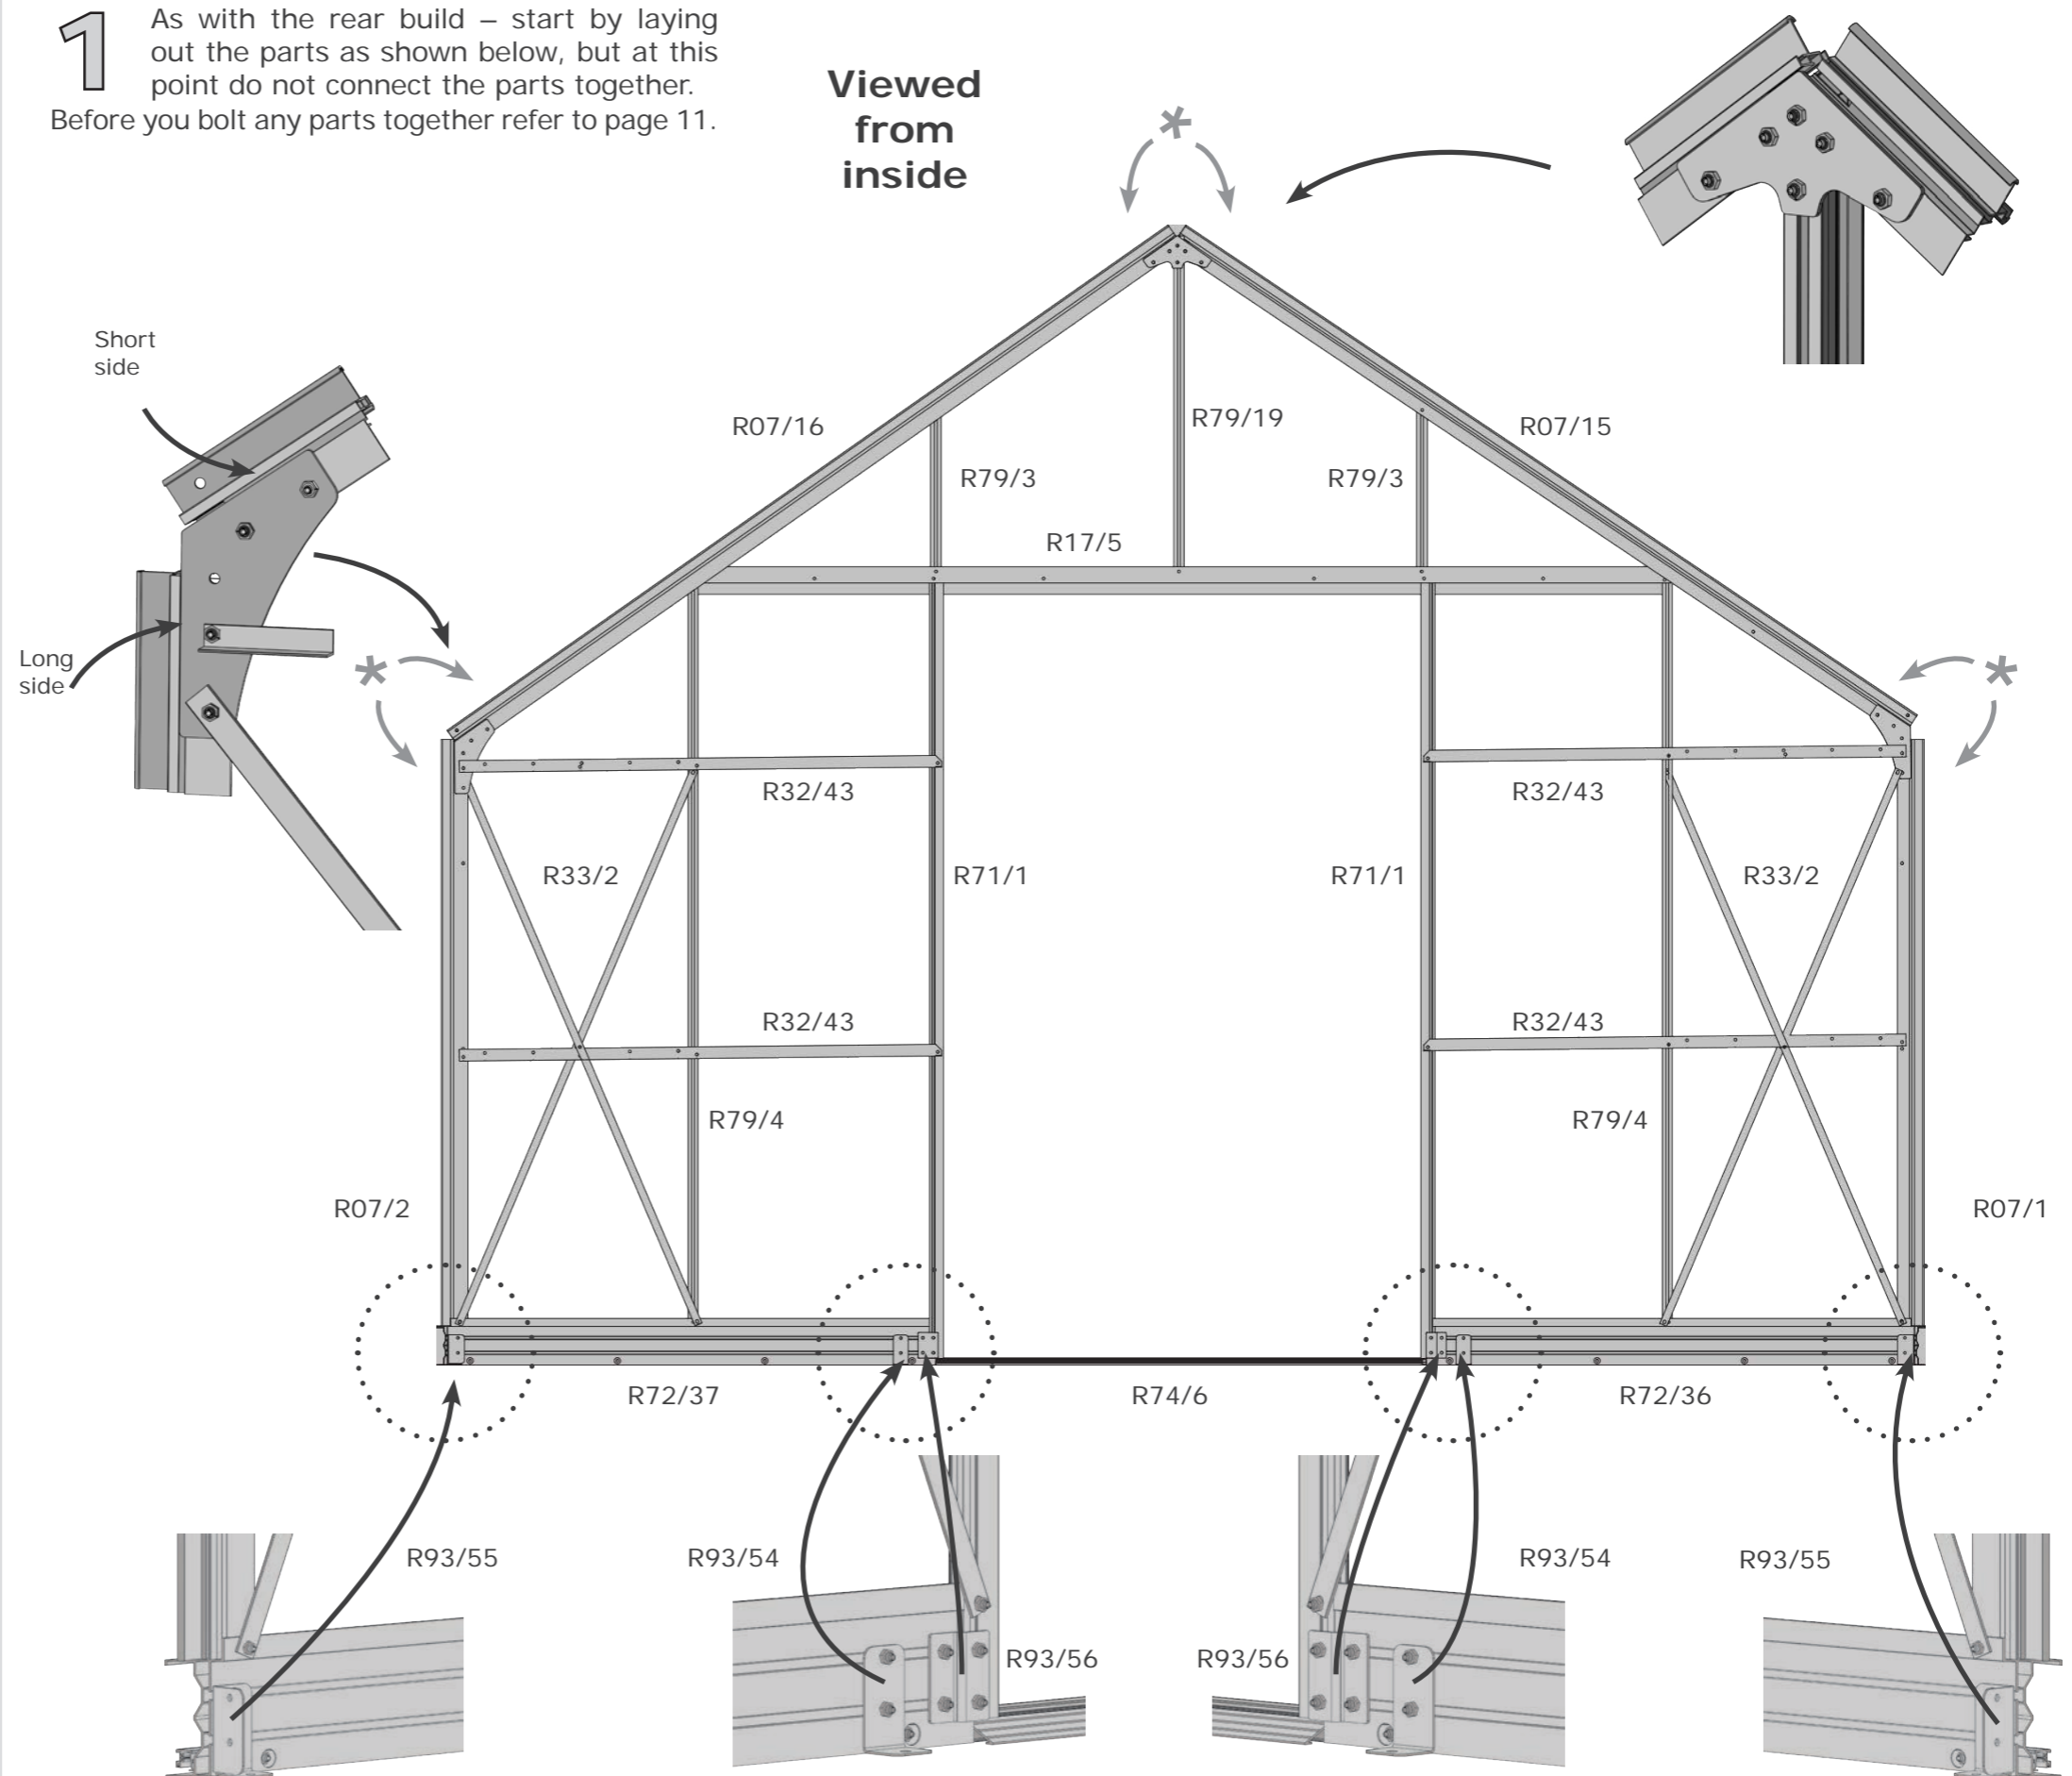 1
As with the rear build – start by laying
out the parts as shown below, but at this
point do not connect the parts together.
Before you bolt any parts together refer to page 11.
Viewed
from
inside
*
Short
side
Long
side
*
*
R07/16
R79/19
R07/15
R79/3
R79/3
R17/5
R32/43
R32/43
R33/2
R71/1
R71/1
R33/2
R32/43
R32/43
R79/4
R79/4
R07/2
R07/1
R72/37
R74/6
R72/36
R93/55
R93/54
R93/54
R93/55
R93/56
R93/56